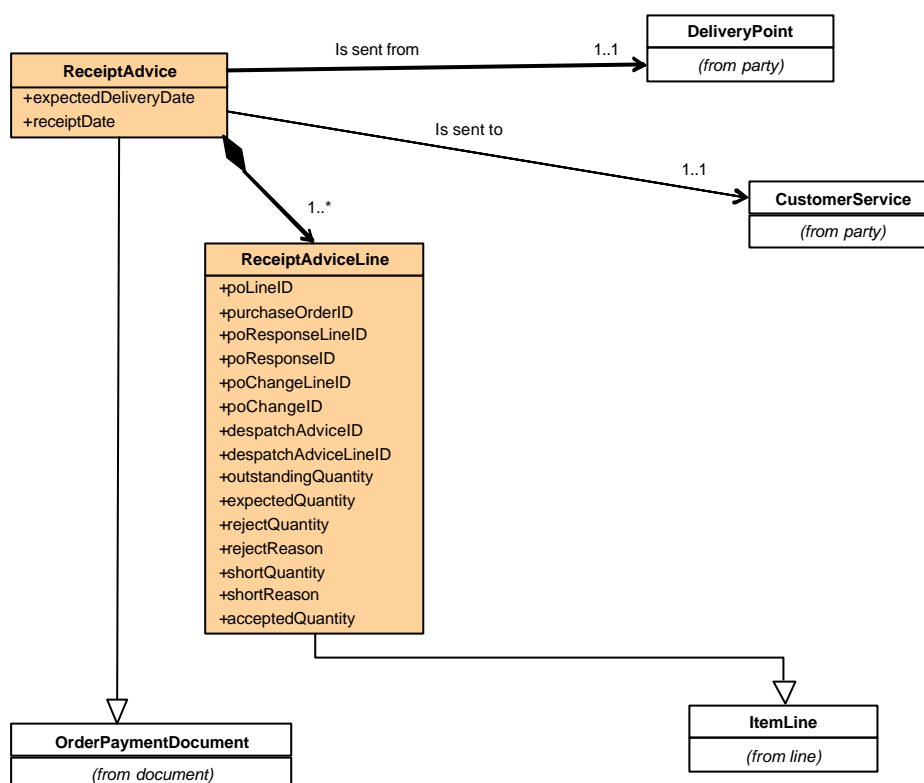 DeliveryPoint
(from party)
Is sent from
1..1
ReceiptAdvice
+expectedDeliveryDate
+receiptDate
Is sent to
1..1
CustomerService
(from party)
1..*
ReceiptAdviceLine
+poLineID
+purchaseOrderID
+poResponseLineID
+poResponseID
+poChangeLineID
+poChangeID
+despatchAdviceID
+despatchAdviceLineID
+outstandingQuantity
+expectedQuantity
+rejectQuantity
+rejectReason
+shortQuantity
+shortReason
+acceptedQuantity
ItemLine
(from line)
OrderPaymentDocument
(from document)